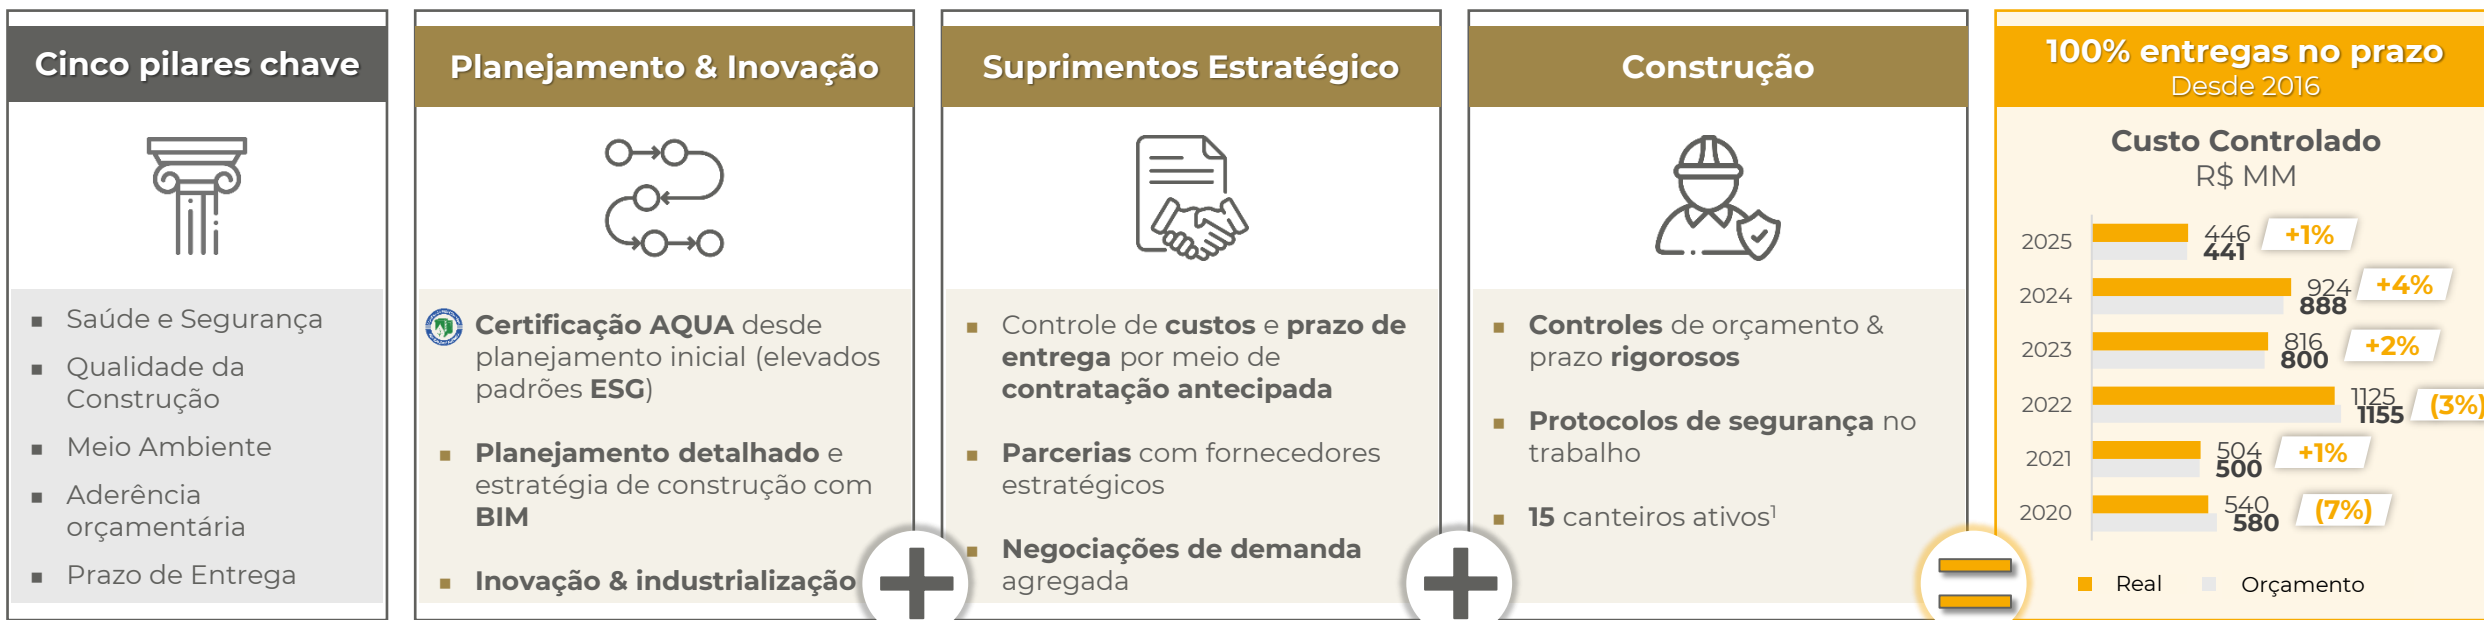 Cinco pilares chave
Saúde e Segurança
Qualidade da
Construção
Meio Ambiente
Aderência
orçamentária
Prazo de Entrega
Planejamento & Inovação
Certificação AQUA desde
planejamento inicial (elevados
padrões ESG)
Planejamento detalhado e
estratégia de construção com
BIM
Inovação & industrialização
Suprimentos Estratégico
Controle de custos e prazo de
entrega por meio de
contratação antecipada
Parcerias com fornecedores
estratégicos
Negociações de demanda
agregada
Construção
Controles de orçamento &
prazo rigorosos
Protocolos de segurança no
trabalho
15 canteiros ativos¹
100% entregas no prazo
Desde 2016
Custo Controlado
R$ MM
2025 446 +1%
441
2024 924 +4%
888
2023 816 +2%
800
2022 1125 (3%)
1155
2021 504 +1%
500
2020 540 (7%)
580
Real Orçamento